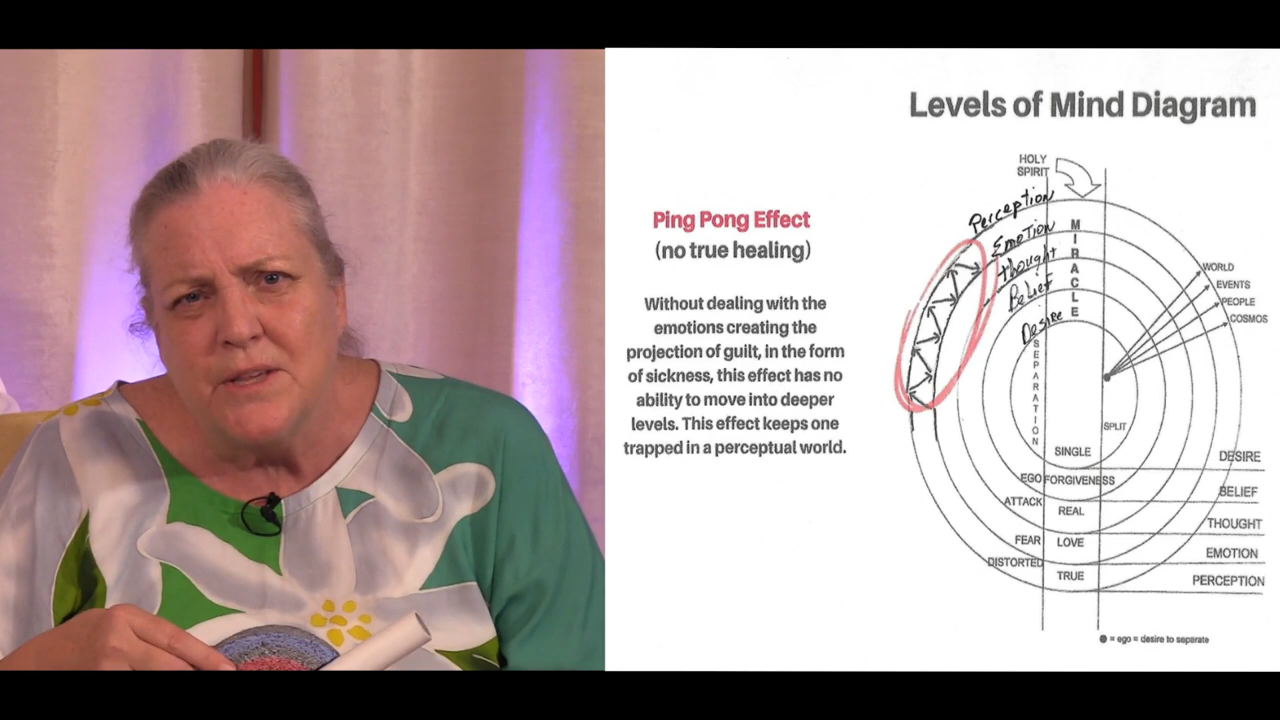 Levels of Mind Diagram
HOLY
SPIRIT
Ping Pong Effect
(no true healing)
Without dealing with the
emotions creating the
projection of guilt, in the form
of sickness, this effect has no
ability to move into deeper
levels. This effect keeps one
trapped in a perceptual world.
Perception
Emotion
Thought
Belief
Desire
MIRACLE
WORLD
EVENTS
PEOPLE
COSMOS
SEPARATION
SPLIT
SINGLE
DESIRE
EGO FORGIVENESS
BELIEF
ATTACK
REAL
THOUGHT
FEAR
LOVE
EMOTION
DISTORTED
TRUE
PERCEPTION
= ego = desire to separate